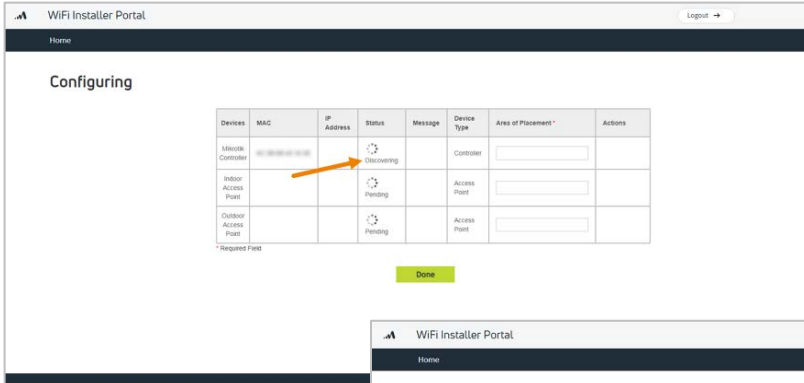 WiFi Installer Portal
Logout →
Home
Configuring
Devices MAC IP Address Status Message Device Type Area of Placement * Actions
Mikrotik Controller Discovering Controller
Indoor Access Point Pending Access Point
Outdoor Access Point Pending Access Point
* Required Field
Done
WiFi Installer Portal
Home